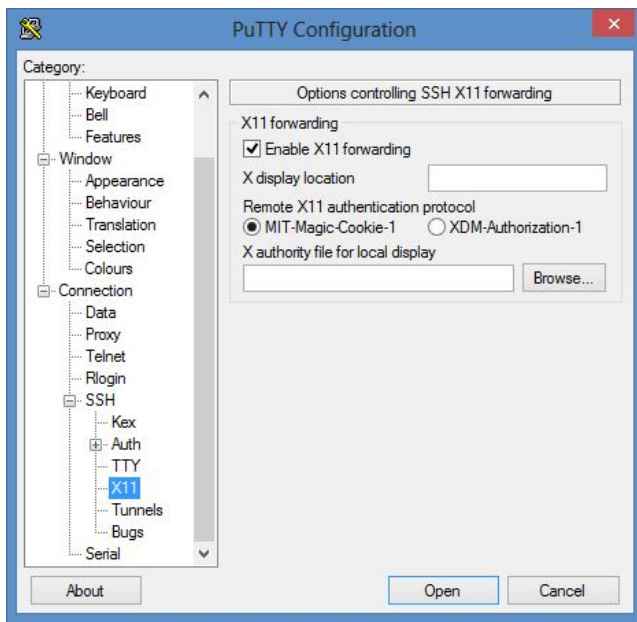 PuTTY Configuration
×
Category:
Keyboard
Bell
Features
Window
Appearance
Behaviour
Translation
Selection
Colours
Connection
Data
Proxy
Telnet
Rlogin
SSH
Kex
Auth
TTY
X11
Tunnels
Bugs
Serial
Options controlling SSH X11 forwarding
X11 forwarding
Enable X11 forwarding
X display location
Remote X11 authentication protocol
MIT-Magic-Cookie-1 XDM-Authorization-1
X authority file for local display
Browse...
About Open Cancel